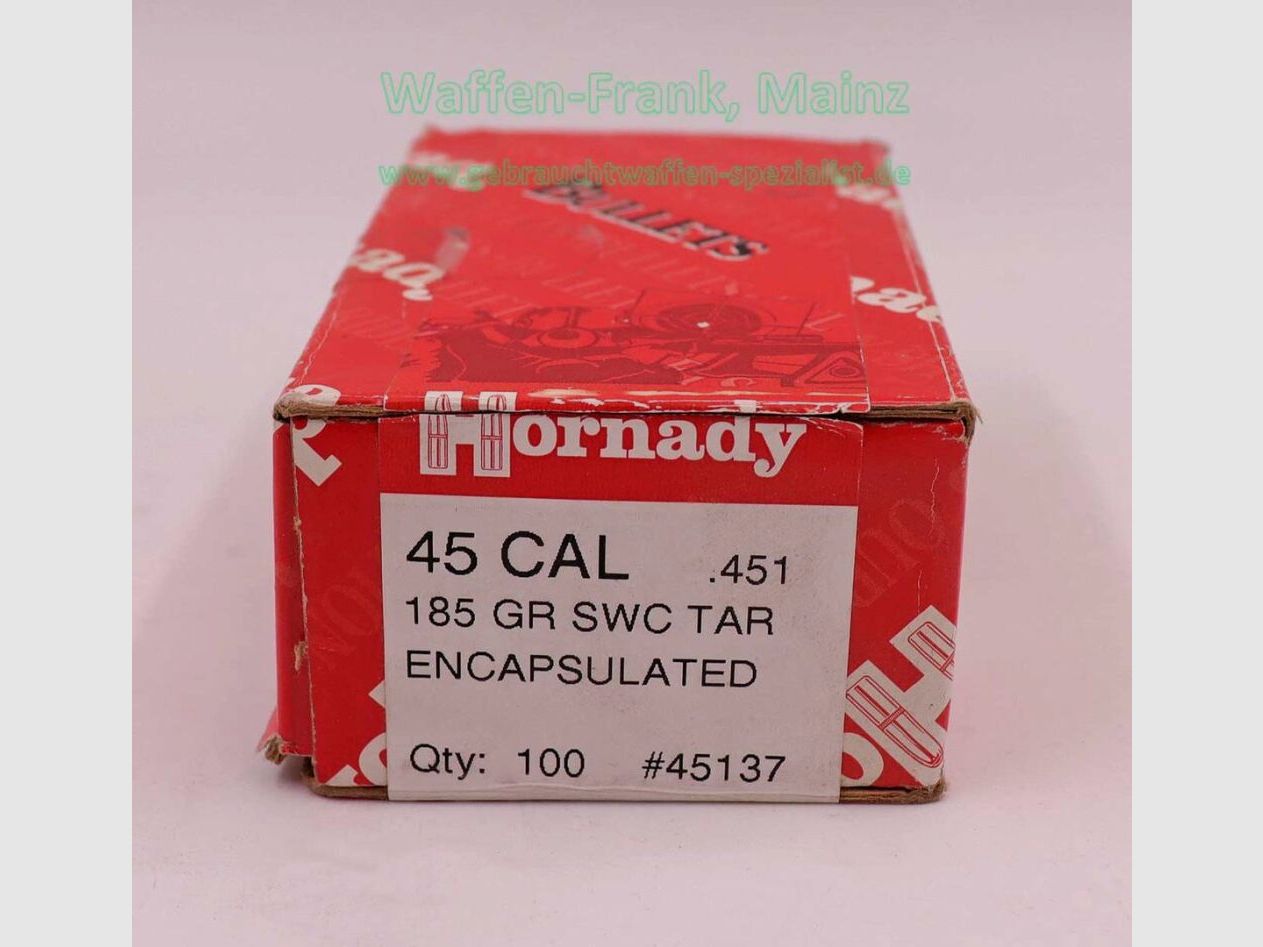 Waffen-Frank, Mainz
www.gebrauchtwaffen-spezialist.de
BULLETS
Hornady
45 CAL .451
185 GR SWC TAR
ENCAPSULATED
Qty: 100 #45137